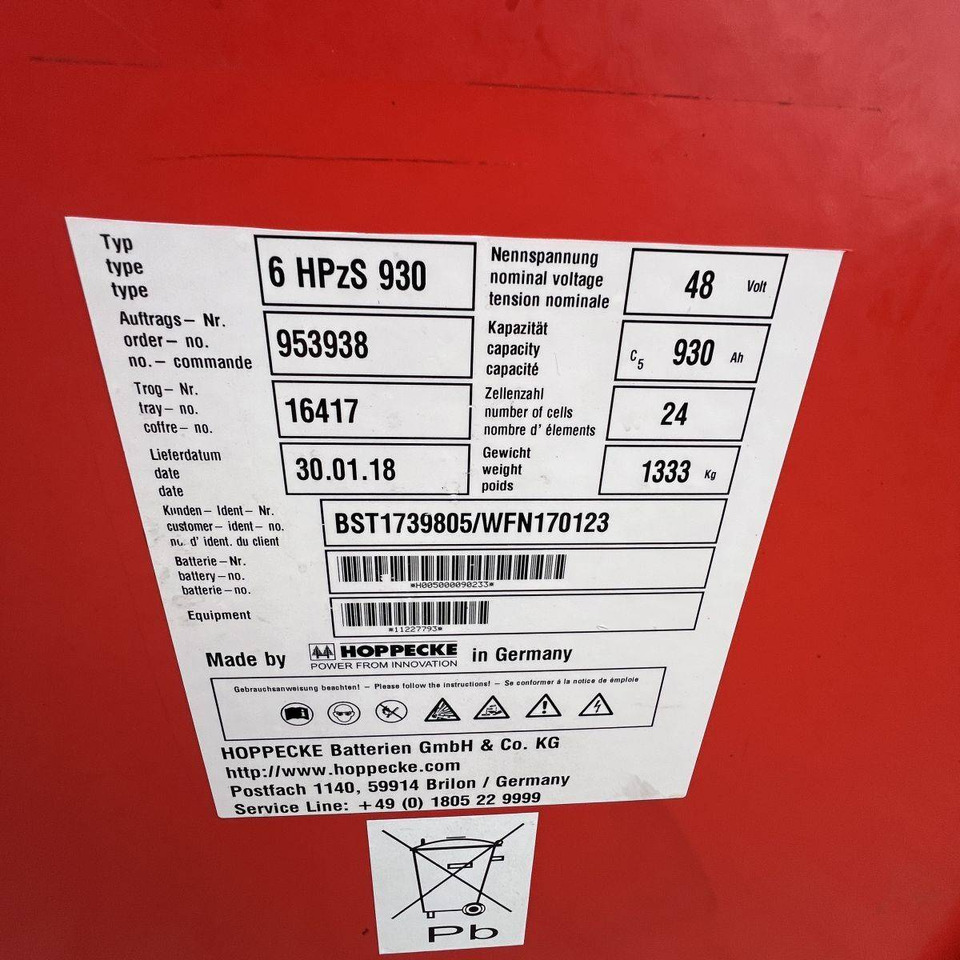 Typ
type
type
6 HPzS 930
Nennspannung
nominal voltage
tension nominale
48 Volt
Auftrags– Nr.
order– no.
no.– commande
953938
Kapazität
capacity
capacité
C5 930 Ah
Trog– Nr.
tray– no.
coffre– no.
16417
Zellenzahl
number of cells
nombre d' élements
24
Lieferdatum
date
date
30.01.18
Gewicht
weight
poids
1333 Kg
Kunden– Ident– Nr.
customer– ident– no.
no. d' ident. du client
BST1739805/WFN170123
Batterie–Nr.
battery–no.
batterie–no.
*H005000090233*
Equipment
*11227793*
Made by HOPPECKE in Germany
POWER FROM INNOVATION
Gebrauchsanweisung beachten! – Please follow the instructions! – Se conformer á la notice de émploie
HOPPECKE Batterien GmbH & Co. KG
http://www.hoppecke.com
Postfach 1140, 59914 Brilon / Germany
Service Line: +49 (0) 1805 22 9999
Pb